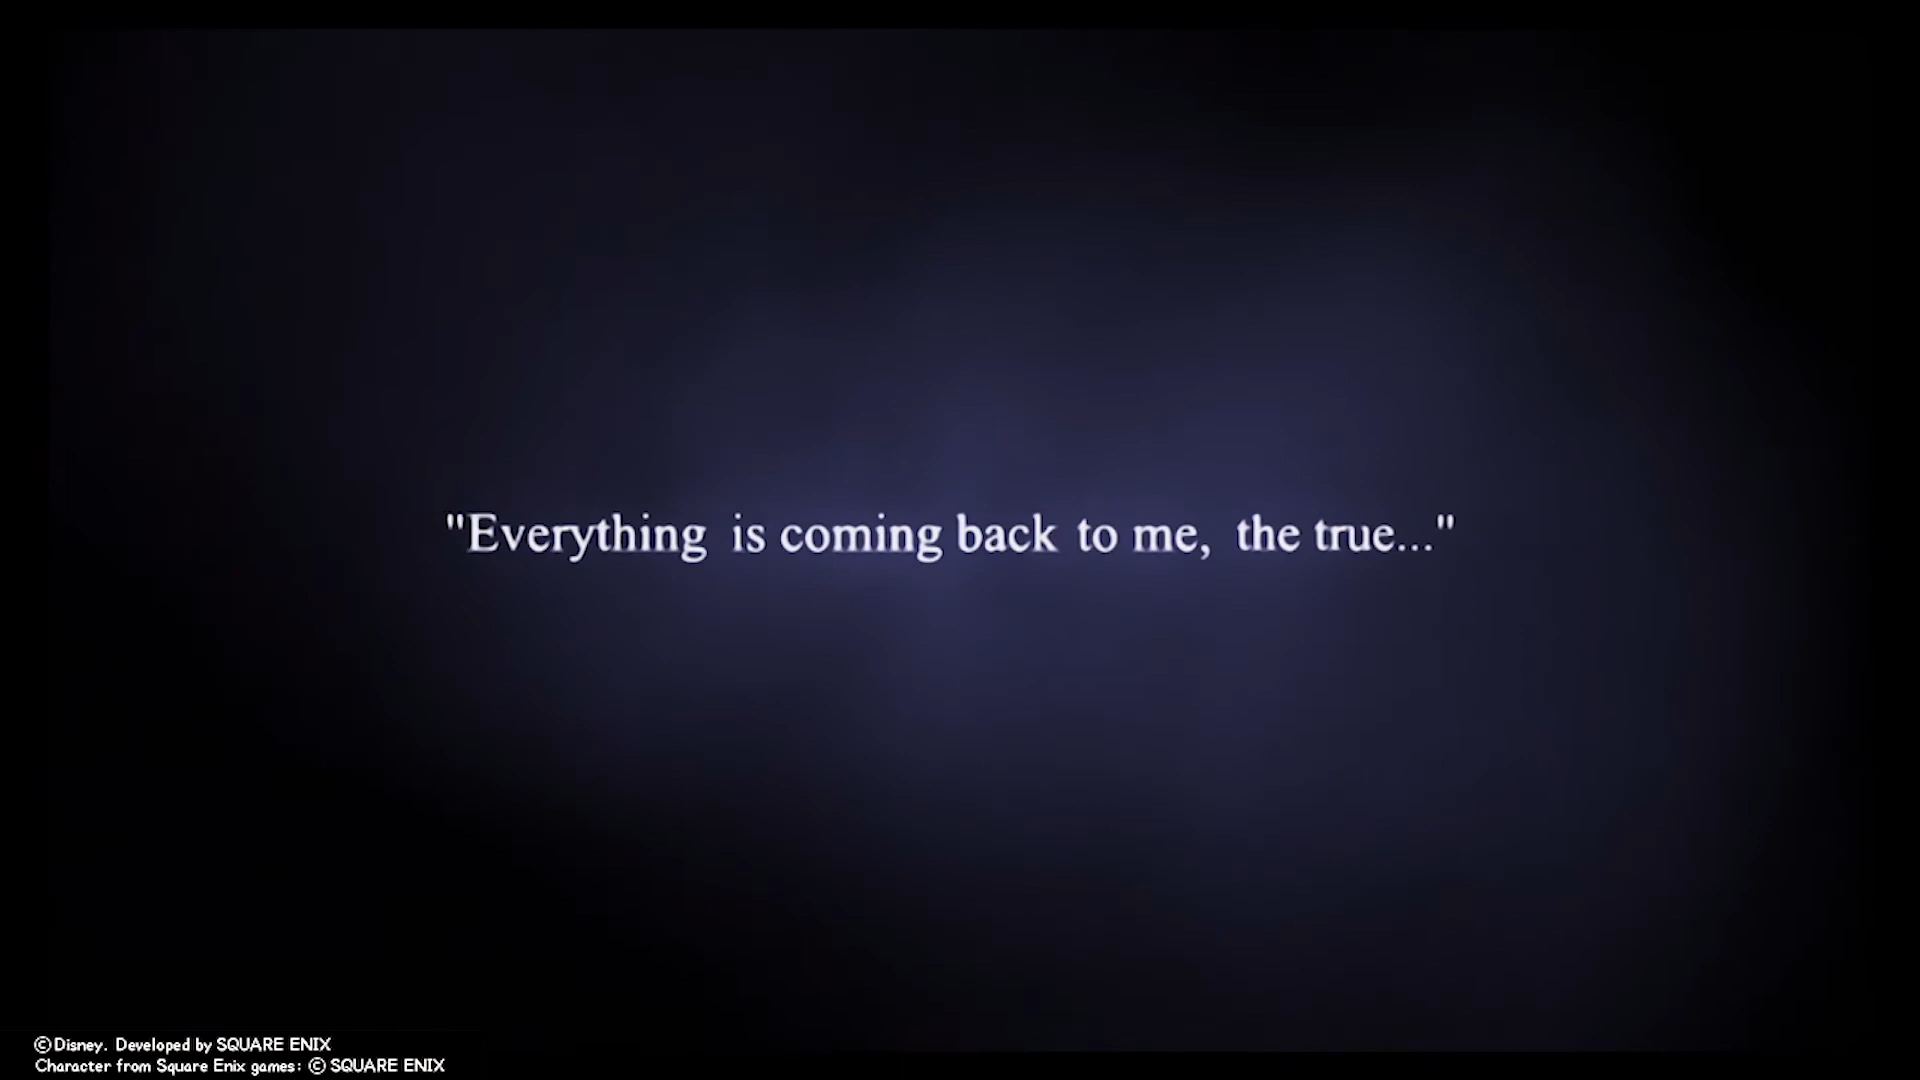 "Everything is coming back to me, the true..."
©Disney. Developed by SQUARE ENIX
Character from Square Enix games: © SQUARE ENIX